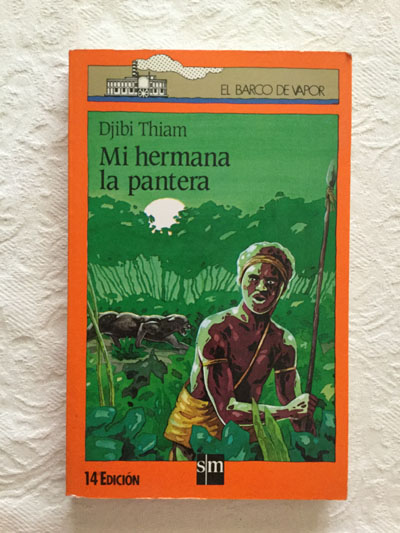 EL BARCO DE VAPOR
Djibi Thiam
Mi hermana
la pantera
14 EDICIÓN
sm